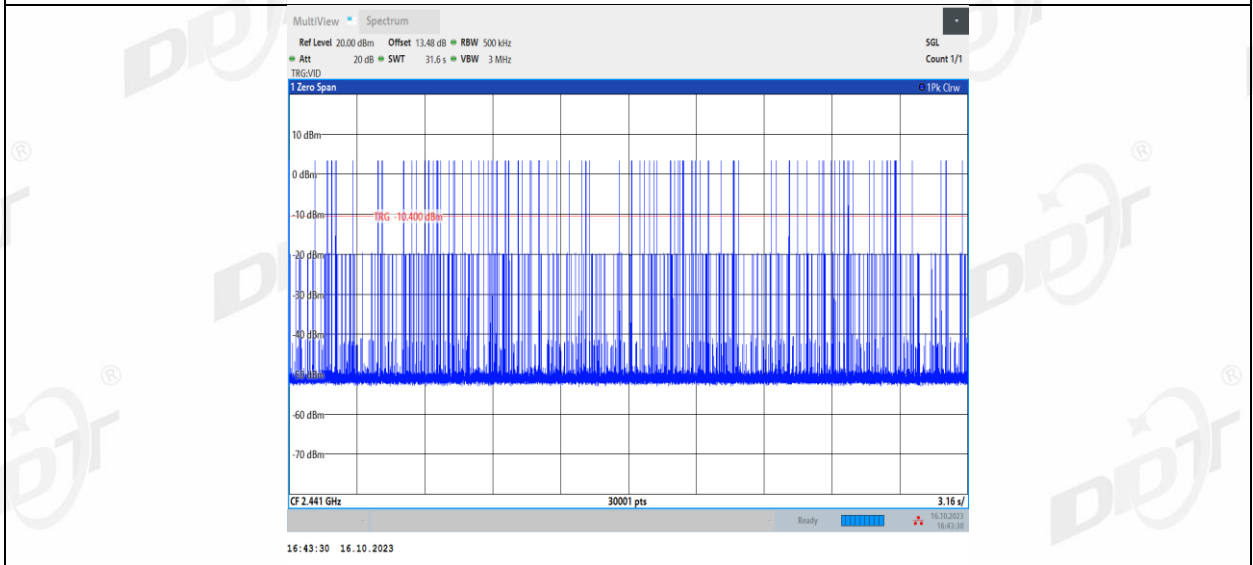 MultiView Spectrum
Ref Level 20.00 dBm Offset 13.48 dB RBW 500 kHz SGL
Att 20 dB SWT 31.6 s VBW 3 MHz Count 1/1
TRG:VID
1 Zero Span 1Pk Clrw
10 dBm
0 dBm
-10 dBm
TRG -10.400 dBm
-20 dBm
-30 dBm
-40 dBm
-50 dBm
-60 dBm
-70 dBm
CF 2.441 GHz 30001 pts 3.16 s/
Ready 16.10.2023
16:43:30
16:43:30 16.10.2023
DDT
®